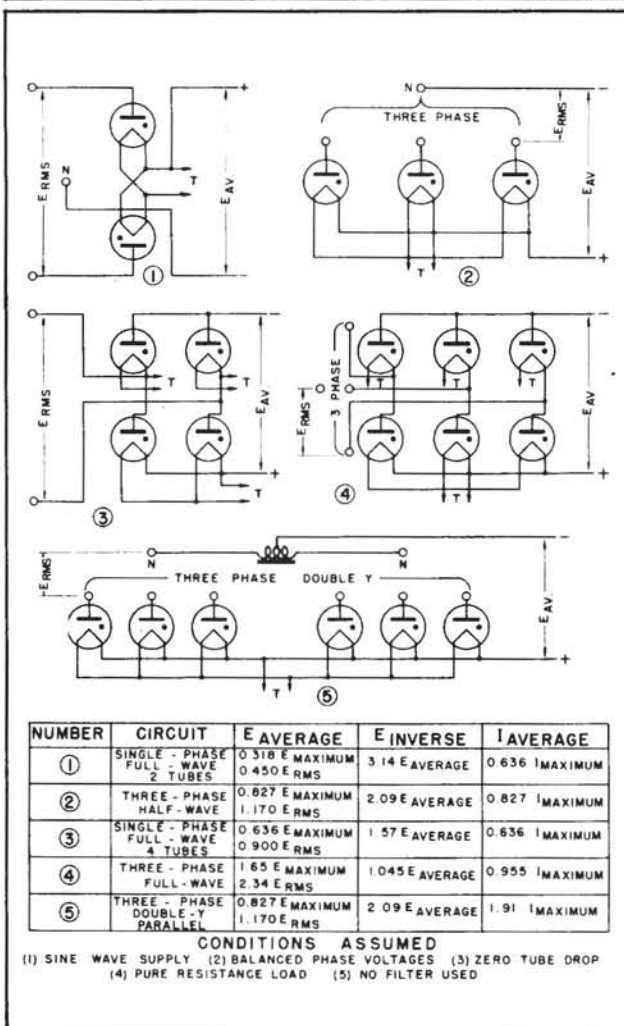 E RMS
N
E AV
+
-
T
①
N
THREE PHASE
E RMS
E AV
-
+
T
②
E RMS
T
T
E AV.
-
+
T
③
3 PHASE
E RMS
T
T
T
E AV
-
+
T
④
E RMS
N
N
THREE PHASE DOUBLE Y
E AV.
-
+
T
⑤
NUMBER CIRCUIT E AVERAGE E INVERSE I AVERAGE
① SINGLE - PHASE FULL - WAVE 2 TUBES 0.318 E MAXIMUM 0.450 E RMS 3.14 E AVERAGE 0.636 I MAXIMUM
② THREE - PHASE HALF - WAVE 0.827 E MAXIMUM 1.170 E RMS 2.09 E AVERAGE 0.827 I MAXIMUM
③ SINGLE - PHASE FULL - WAVE 4 TUBES 0.636 E MAXIMUM 0.900 E RMS 1.57 E AVERAGE 0.636 I MAXIMUM
④ THREE - PHASE FULL - WAVE 1.65 E MAXIMUM 2.34 E RMS 1.045 E AVERAGE 0.955 I MAXIMUM
⑤ THREE - PHASE DOUBLE - Y PARALLEL 0.827 E MAXIMUM 1.170 E RMS 2 09 E AVERAGE 1.91 I MAXIMUM
CONDITIONS ASSUMED
(1) SINE WAVE SUPPLY (2) BALANCED PHASE VOLTAGES (3) ZERO TUBE DROP
(4) PURE RESISTANCE LOAD (5) NO FILTER USED